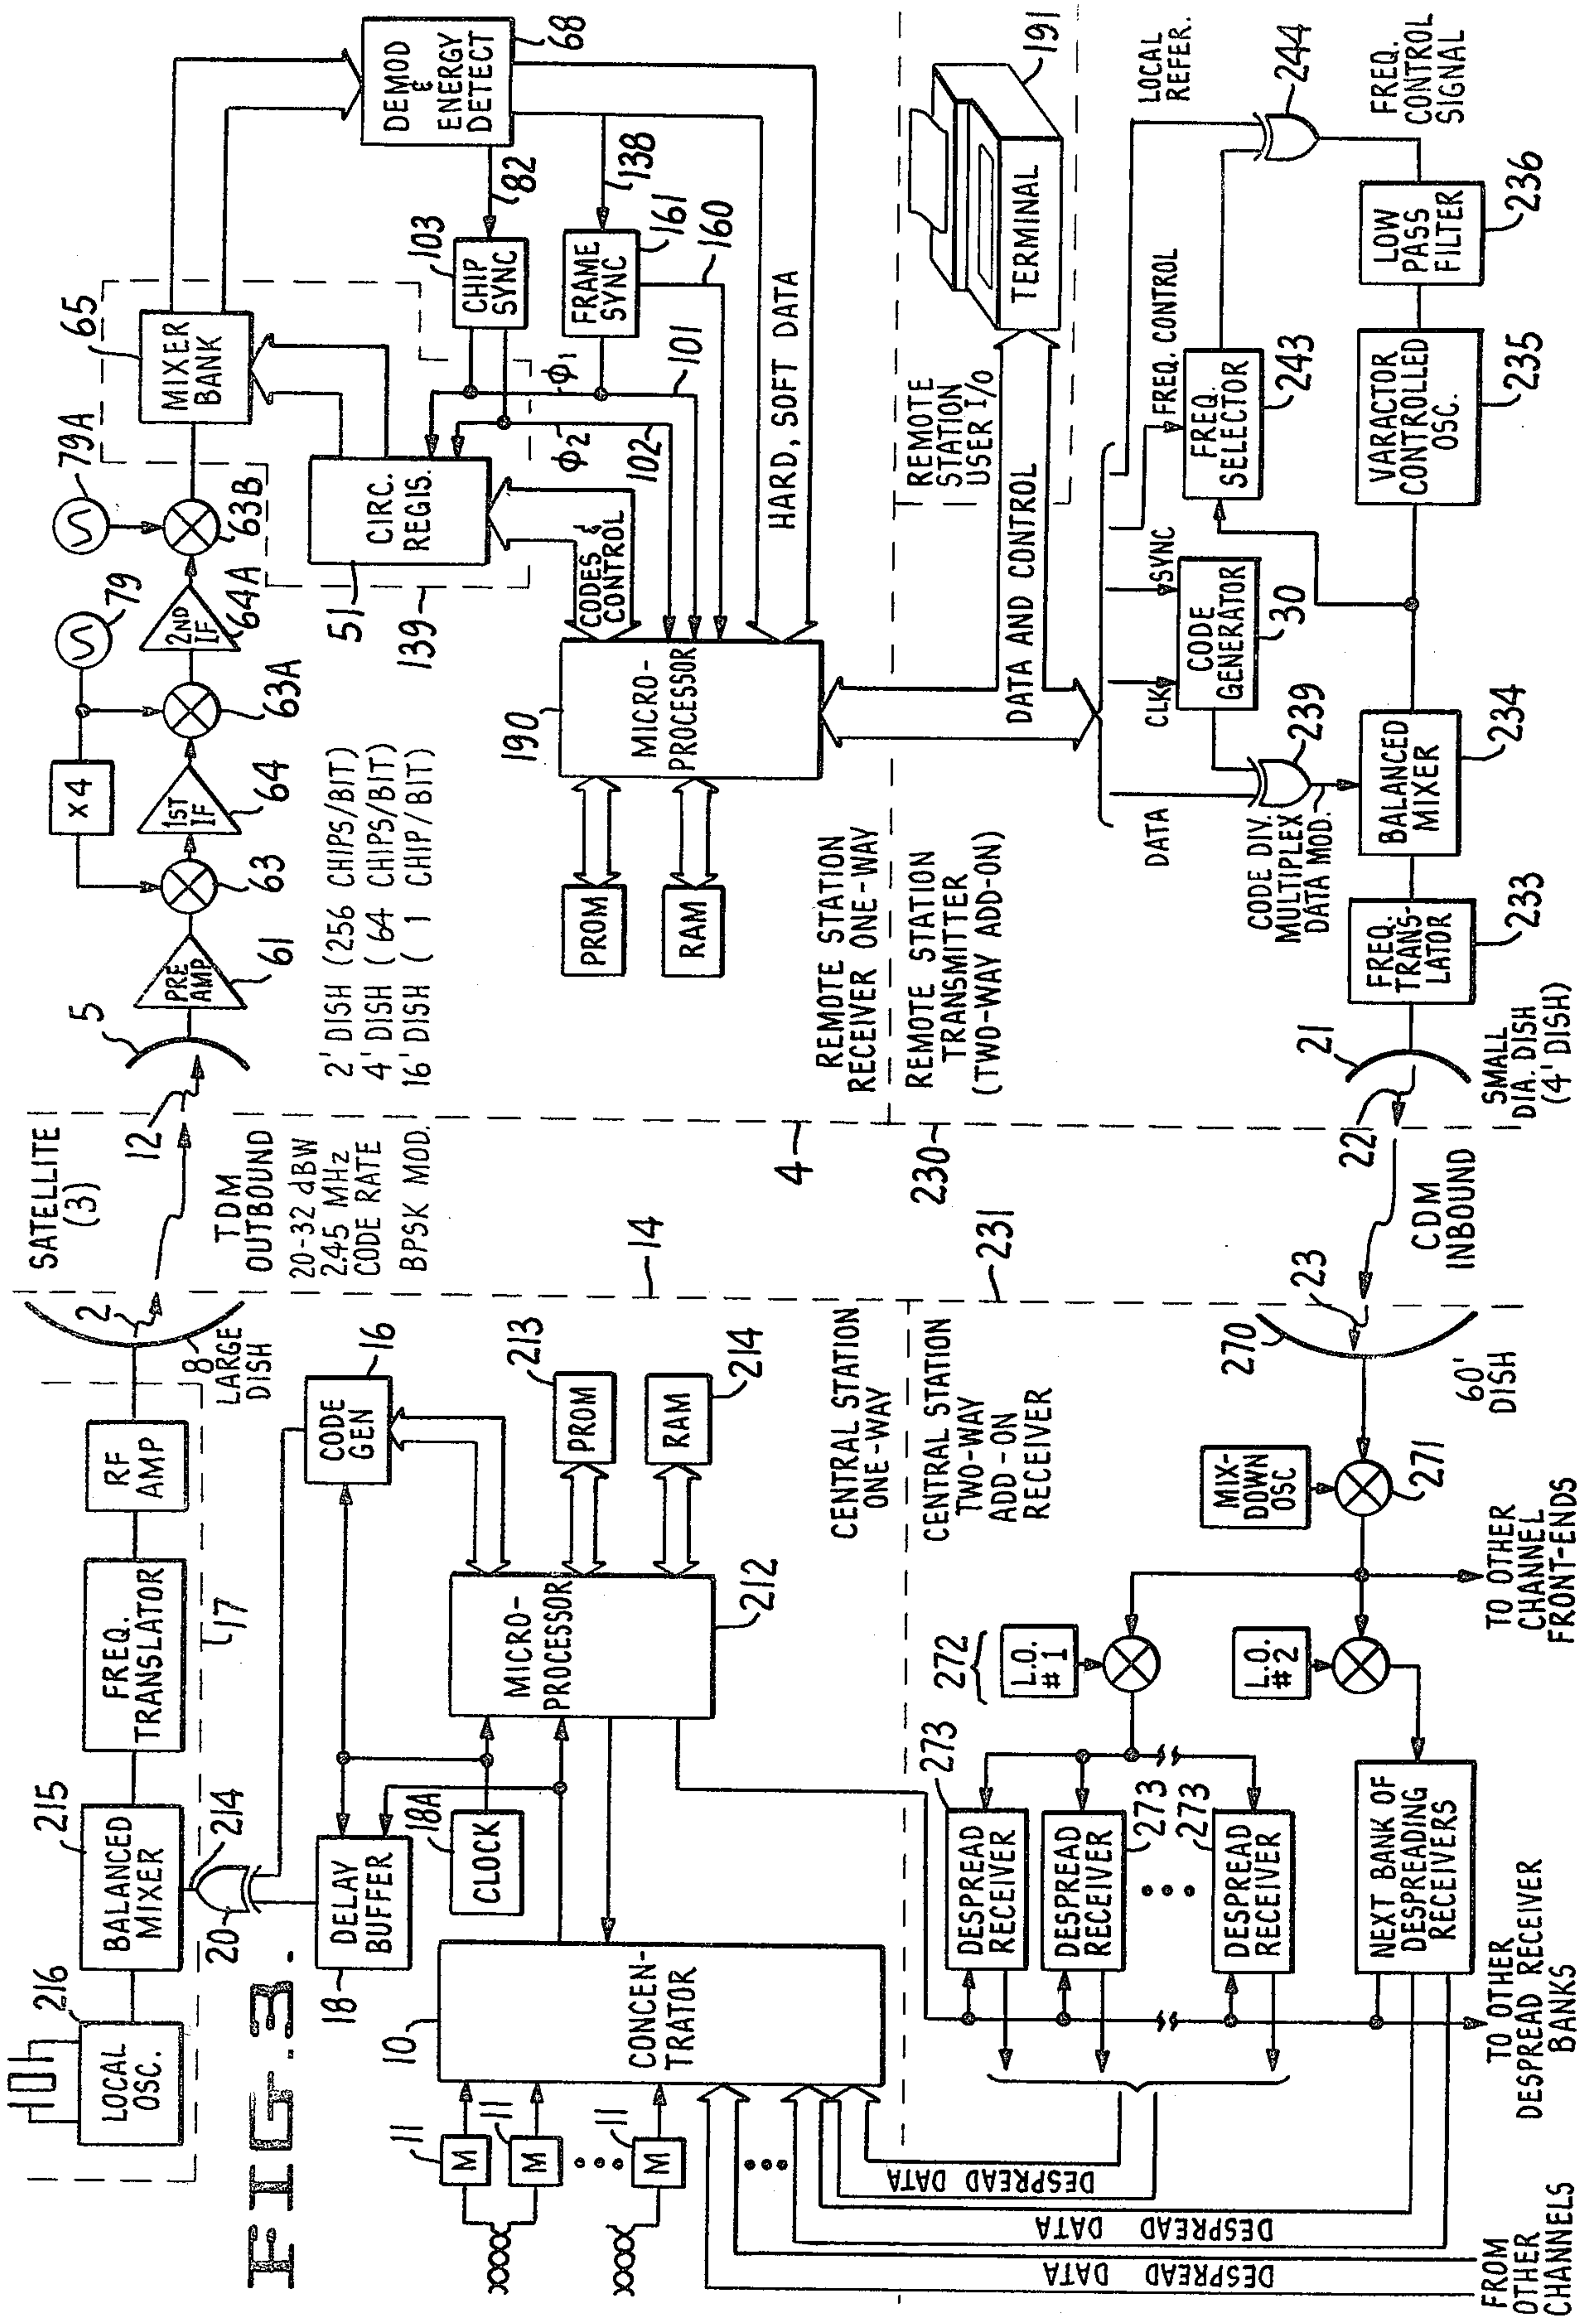 FIG. 3.
216
LOCAL
OSC.
215
BALANCED
MIXER
214
20
FREQ.
TRANSLATOR
17
RF
AMP
8
LARGE
DISH
2
18
DELAY
BUFFER
18A
CLOCK
CODE
GEN
16
10
CONCEN-
TRATOR
11
M
11
M
11
M
MICRO-
PROCESSOR
212
PROM
213
RAM
214
CENTRAL STATION
ONE-WAY
14
SATELLITE
(3)
12
TDM
OUTBOUND
20-32 dBW
2.45 MHz
CODE RATE
BPSK MOD.
5
PRE
AMP
61
63
X4
1ST
IF
64
79
63A
2ND
IF
64A
79A
63B
65
MIXER
BANK
2' DISH (256 CHIPS/BIT)
4' DISH ( 64 CHIPS/BIT)
16' DISH ( 1 CHIP/BIT)
51
139
CIRC.
REGIS.
CODES &
CONTROL
103
CHIP
SYNC
82
DEMOD
&
ENERGY
DETECT
68
138
FRAME
SYNC
161
160
ϕ1
ϕ2
101
102
HARD, SOFT DATA
190
MICRO-
PROCESSOR
PROM
RAM
REMOTE STATION
RECEIVER ONE-WAY
4
230
REMOTE STATION
TRANSMITTER
(TWO-WAY ADD-ON)
REMOTE
STATION
USER I/O
TERMINAL
191
DATA AND CONTROL
DATA
CLK
SYNC
FREQ. CONTROL
LOCAL
REFER.
CODE
GENERATOR
30
239
CODE DIV.
MULTIPLEX
DATA MOD.
FREQ.
SELECTOR
243
244
FREQ.
CONTROL
SIGNAL
LOW
PASS
FILTER
236
VARACTOR
CONTROLLED
OSC.
235
BALANCED
MIXER
234
FREQ.
TRANS-
LATOR
233
21
SMALL
DIA. DISH
(4' DISH)
22
CDM
INBOUND
231
23
CENTRAL STATION
TWO-WAY
ADD-ON
RECEIVER
270
60'
DISH
MIX-
DOWN
OSC
271
TO OTHER
CHANNEL
FRONT-ENDS
272
L.O.
#1
L.O.
#2
273
DESPREAD
RECEIVER
DESPREAD
RECEIVER
273
DESPREAD
RECEIVER
273
NEXT BANK OF
DESPREADING
RECEIVERS
TO OTHER
DESPREAD RECEIVER
BANKS
DESPREAD DATA
DESPREAD DATA
DESPREAD DATA
FROM
OTHER
CHANNELS